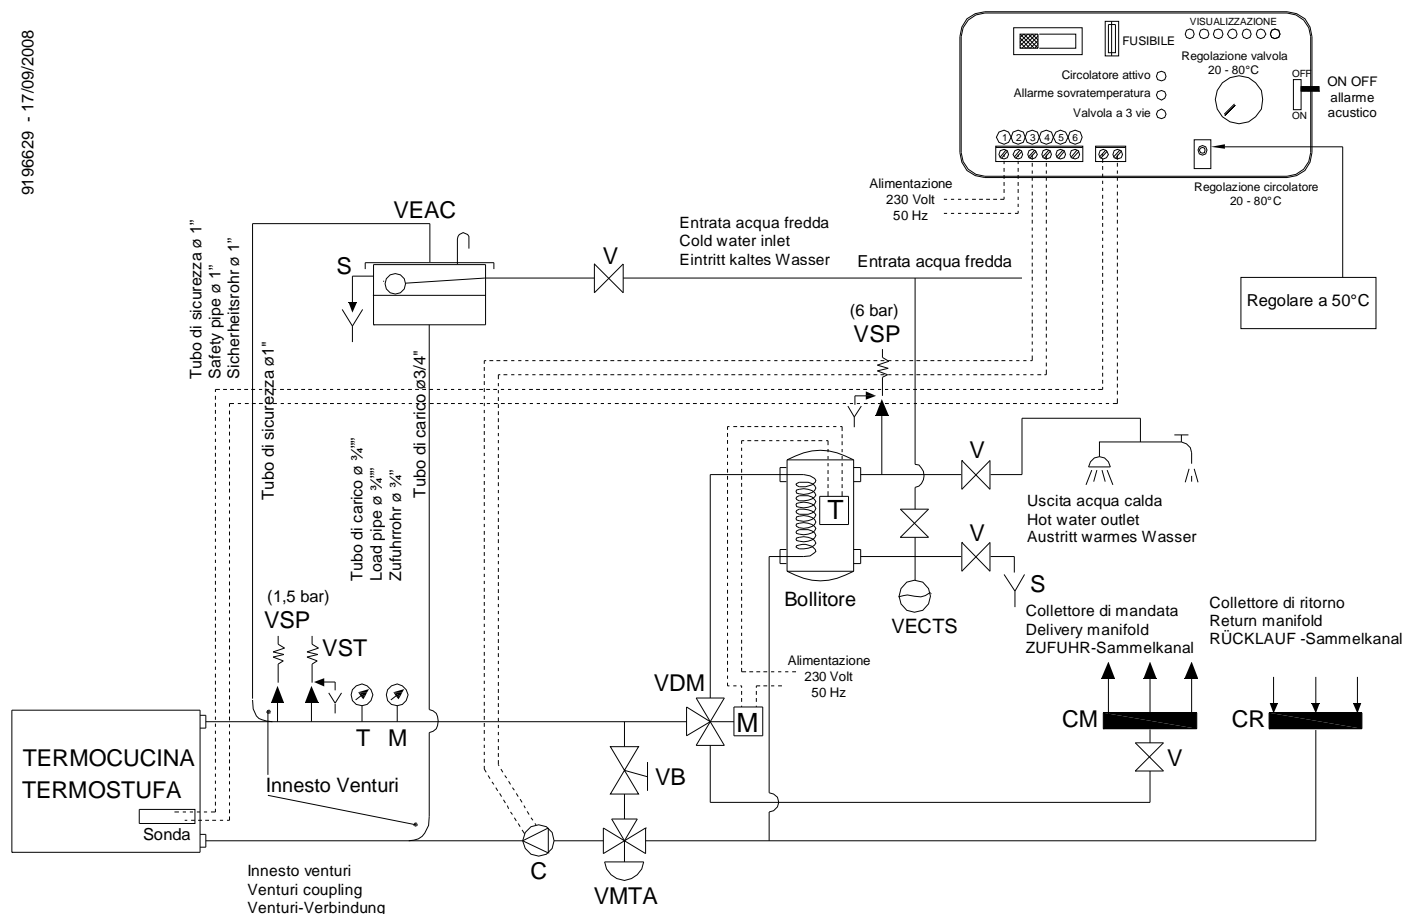 9196629 - 17/09/2008
VISUALIZZAZIONE
FUSIBILE
Regolazione valvola
20 - 80°C
Circolatore attivo
Allarme sovratemperatura
Valvola a 3 vie
OFF
ON
ON OFF
allarme
acustico
1 2 3 4 5 6
Alimentazione
230 Volt
50 Hz
Regolazione circolatore
20 - 80°C
Regolare a 50°C
VEAC
S
V
Entrata acqua fredda
Cold water inlet
Eintritt kaltes Wasser
Entrata acqua fredda
Tubo di sicurezza ø 1"
Safety pipe ø 1"
Sicherheitsrohr ø 1"
Tubo di sicurezza ø1"
Tubo di carico ø ¾""
Load pipe ø ¾""
Zufuhrrohr ø ¾"
Tubo di carico ø3/4"
(6 bar)
VSP
V
T
Bollitore
Uscita acqua calda
Hot water outlet
Austritt warmes Wasser
V
S
VECTS
(1,5 bar)
VSP
VST
T
M
Alimentazione
230 Volt
50 Hz
VDM
M
Collettore di mandata
Delivery manifold
ZUFUHR-Sammelkanal
Collettore di ritorno
Return manifold
RÜCKLAUF -Sammelkanal
CM
CR
V
TERMOCUCINA
TERMOSTUFA
Sonda
Innesto Venturi
VB
C
VMTA
Innesto venturi
Venturi coupling
Venturi-Verbindung